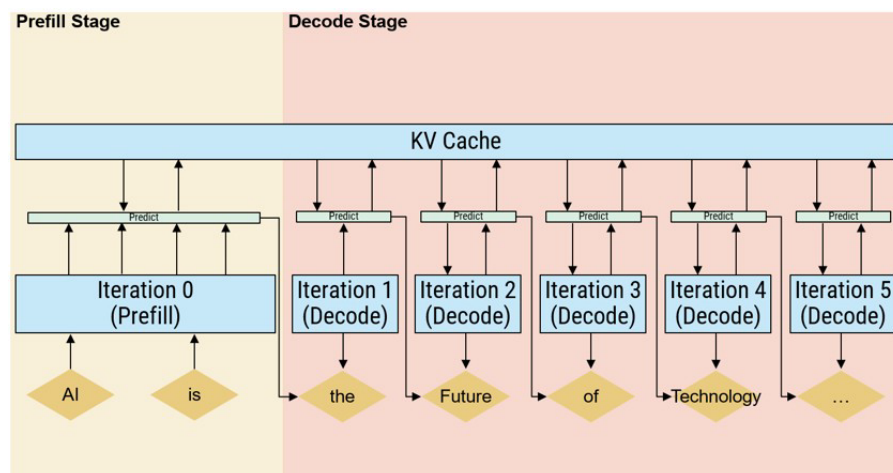 Prefill Stage
Decode Stage
KV Cache
Predict
Predict
Predict
Predict
Predict
Predict
Iteration 0
(Prefill)
Iteration 1
(Decode)
Iteration 2
(Decode)
Iteration 3
(Decode)
Iteration 4
(Decode)
Iteration 5
(Decode)
AI
is
the
Future
of
Technology
...